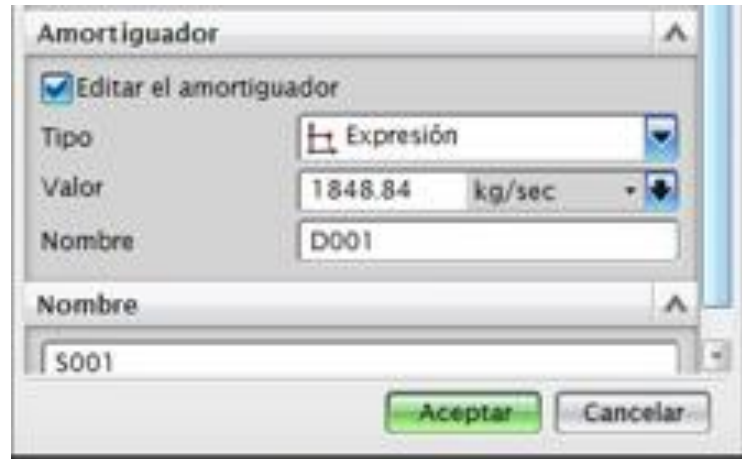 Amortiguador
Editar el amortiguador
Tipo Expresión
Valor 1848.84 kg/sec
Nombre D001
Nombre
S001
Aceptar Cancelar